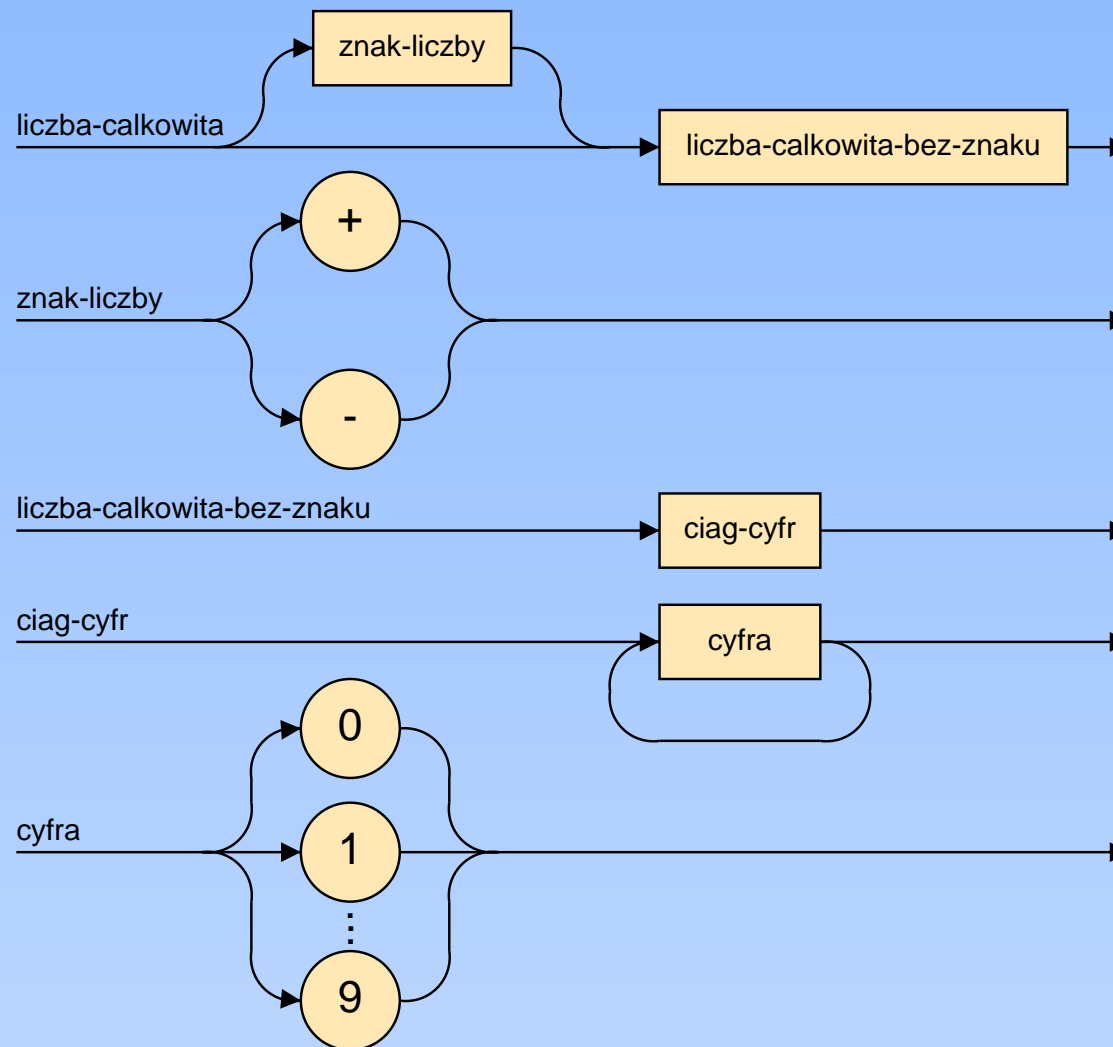 znak-liczby
liczba-calkowita
liczba-calkowita-bez-znaku
+
znak-liczby
-
liczba-calkowita-bez-znaku
ciag-cyfr
ciag-cyfr
cyfra
0
cyfra
1
⋮
9